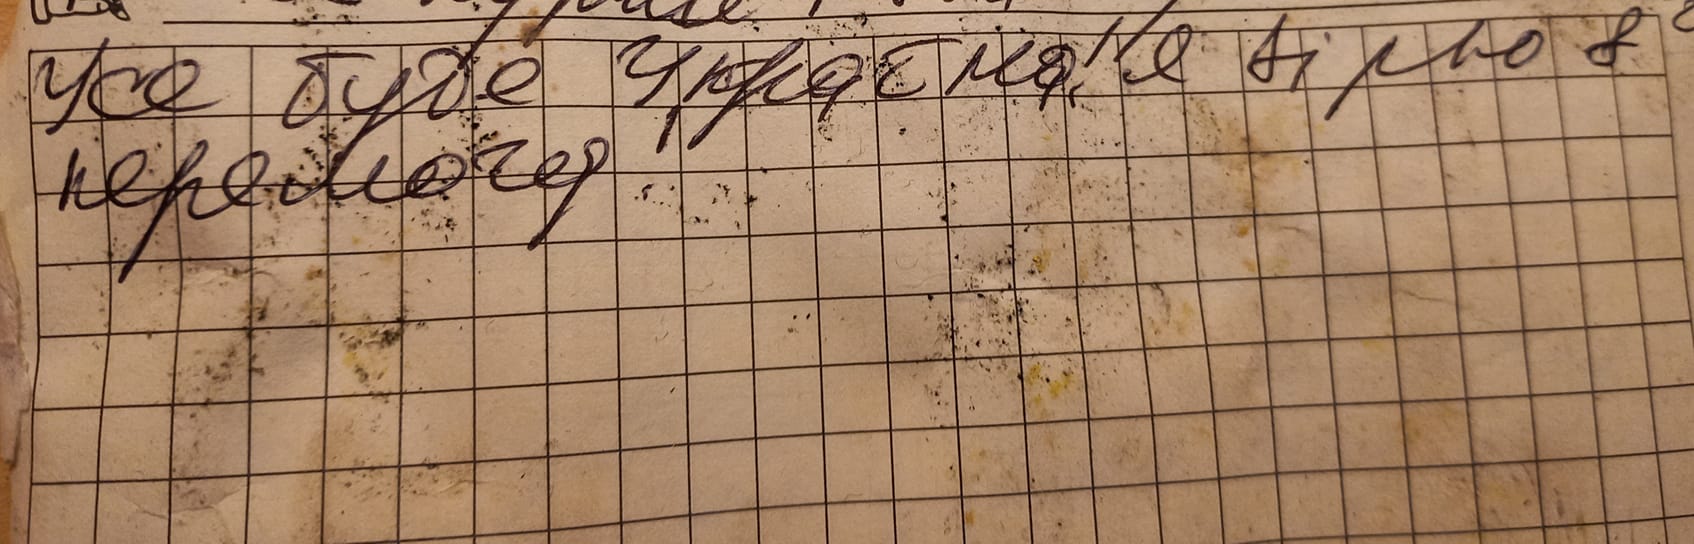 Усе буде Україна! Я вірю в
перемогу